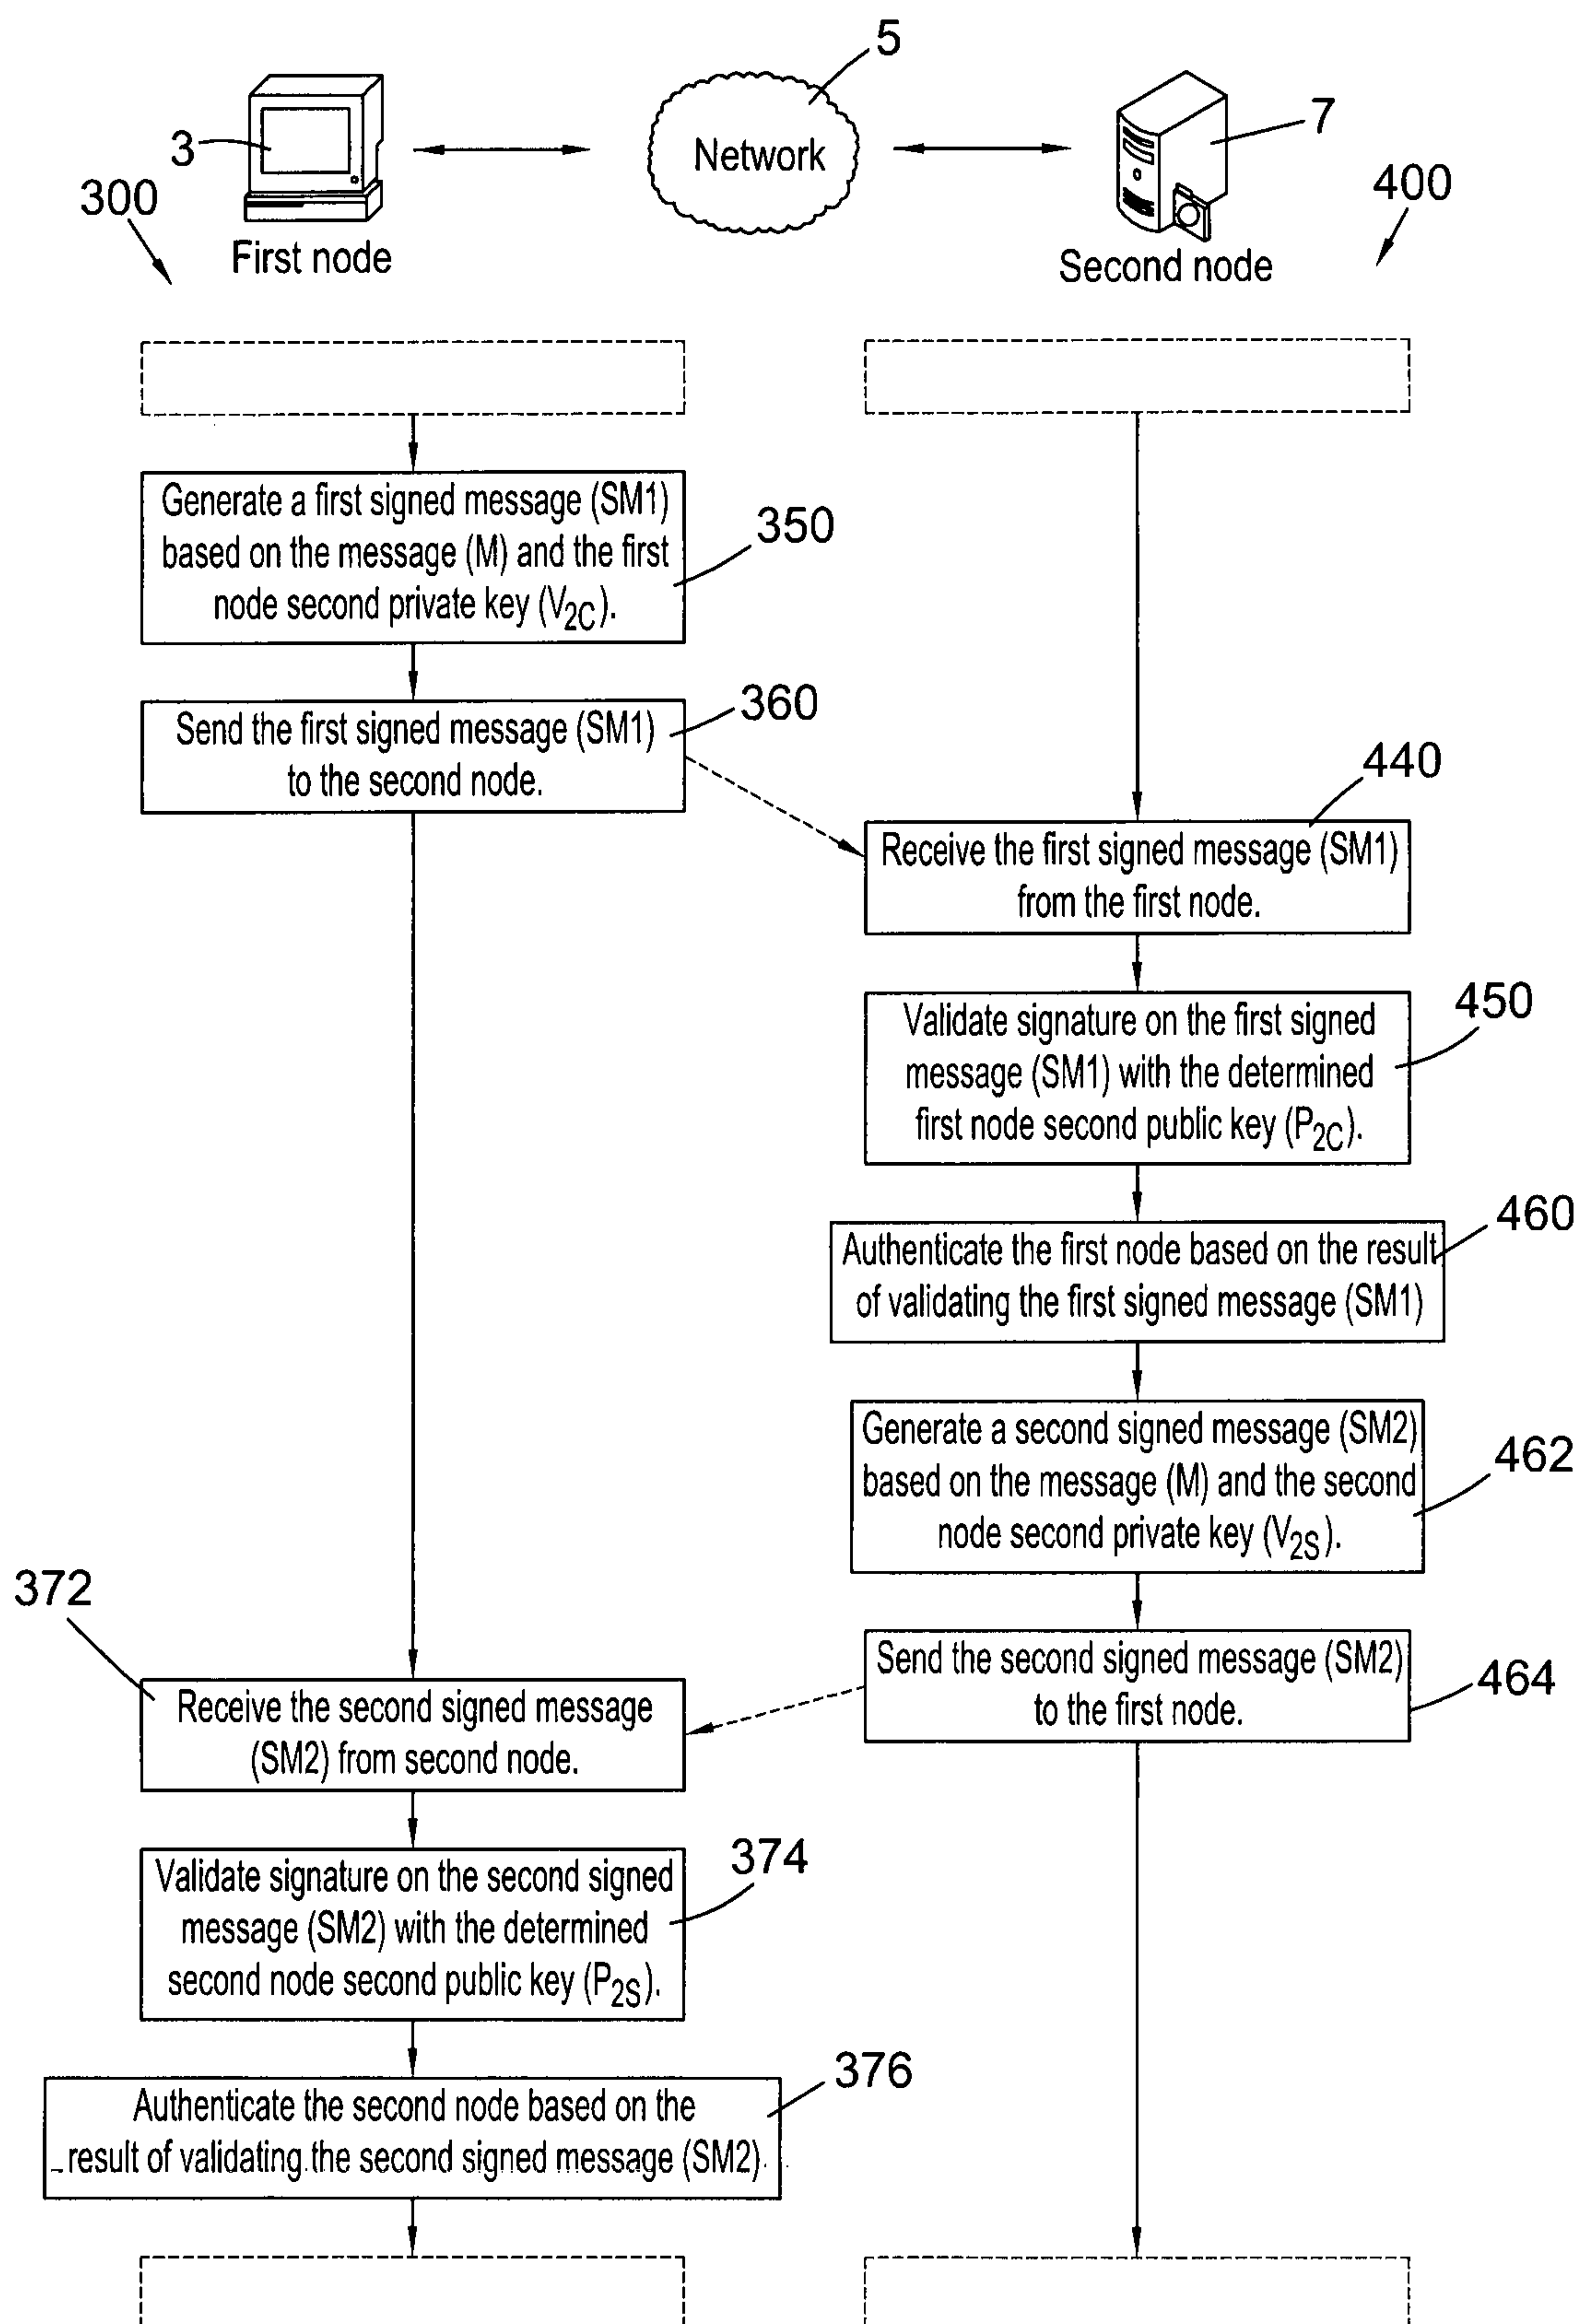 5
Network
3
7
300
400
First node
Second node
Generate a first signed message (SM1)
based on the message (M) and the first
node second private key (V2C).
350
Send the first signed message (SM1)
to the second node.
360
440
Receive the first signed message (SM1)
from the first node.
450
Validate signature on the first signed
message (SM1) with the determined
first node second public key (P2C).
460
Authenticate the first node based on the result
of validating the first signed message (SM1)
Generate a second signed message (SM2)
based on the message (M) and the second
node second private key (V2S).
462
372
Send the second signed message (SM2)
to the first node.
464
Receive the second signed message
(SM2) from second node.
374
Validate signature on the second signed
message (SM2) with the determined
second node second public key (P2S).
376
Authenticate the second node based on the
result of validating the second signed message (SM2).